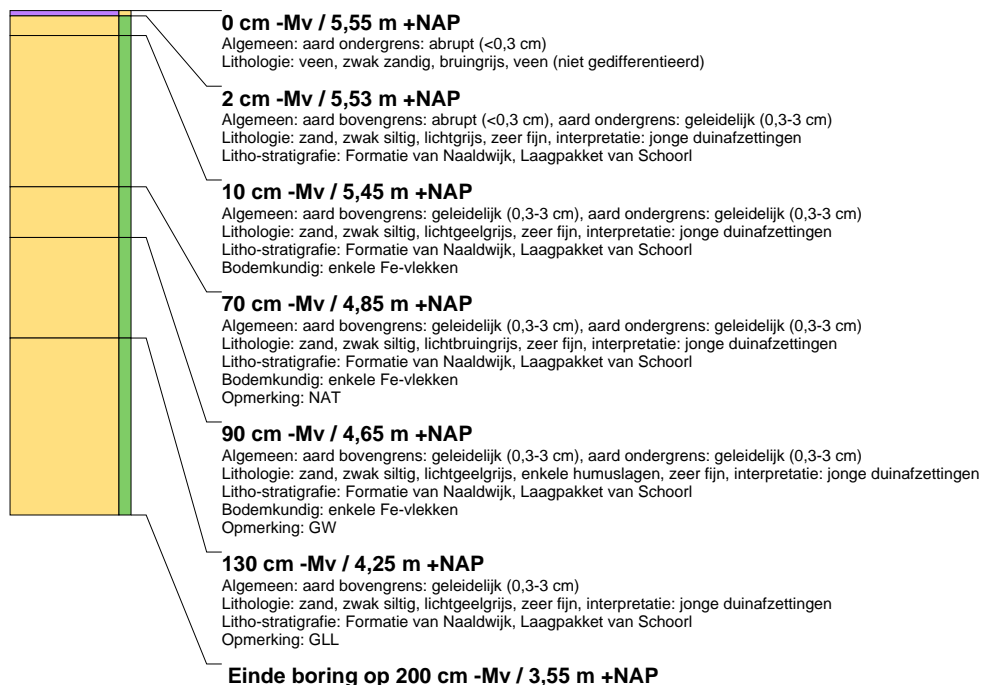 0 cm -Mv / 5,55 m +NAP
Algemeen: aard ondergrens: abrupt (<0,3 cm)
Lithologie: veen, zwak zandig, bruingrijs, veen (niet gedifferentieerd)
2 cm -Mv / 5,53 m +NAP
Algemeen: aard bovengrens: abrupt (<0,3 cm), aard ondergrens: geleidelijk (0,3-3 cm)
Lithologie: zand, zwak siltig, lichtgrijs, zeer fijn, interpretatie: jonge duinafzettingen
Litho-stratigrafie: Formatie van Naaldwijk, Laagpakket van Schoorl
10 cm -Mv / 5,45 m +NAP
Algemeen: aard bovengrens: geleidelijk (0,3-3 cm), aard ondergrens: geleidelijk (0,3-3 cm)
Lithologie: zand, zwak siltig, lichtgeelgrijs, zeer fijn, interpretatie: jonge duinafzettingen
Litho-stratigrafie: Formatie van Naaldwijk, Laagpakket van Schoorl
Bodemkundig: enkele Fe-vlekken
70 cm -Mv / 4,85 m +NAP
Algemeen: aard bovengrens: geleidelijk (0,3-3 cm), aard ondergrens: geleidelijk (0,3-3 cm)
Lithologie: zand, zwak siltig, lichtbruingrijs, zeer fijn, interpretatie: jonge duinafzettingen
Litho-stratigrafie: Formatie van Naaldwijk, Laagpakket van Schoorl
Bodemkundig: enkele Fe-vlekken
Opmerking: NAT
90 cm -Mv / 4,65 m +NAP
Algemeen: aard bovengrens: geleidelijk (0,3-3 cm), aard ondergrens: geleidelijk (0,3-3 cm)
Lithologie: zand, zwak siltig, lichtgeelgrijs, enkele humuslagen, zeer fijn, interpretatie: jonge duinafzettingen
Litho-stratigrafie: Formatie van Naaldwijk, Laagpakket van Schoorl
Bodemkundig: enkele Fe-vlekken
Opmerking: GW
130 cm -Mv / 4,25 m +NAP
Algemeen: aard bovengrens: geleidelijk (0,3-3 cm)
Lithologie: zand, zwak siltig, lichtgeelgrijs, zeer fijn, interpretatie: jonge duinafzettingen
Litho-stratigrafie: Formatie van Naaldwijk, Laagpakket van Schoorl
Opmerking: GLL
Einde boring op 200 cm -Mv / 3,55 m +NAP